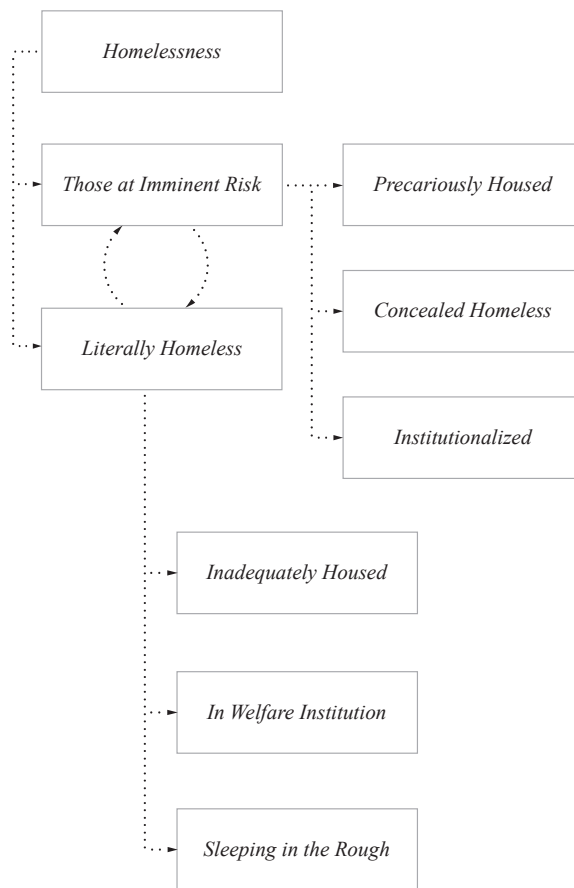 Homelessness
Those at Imminent Risk
Precariously Housed
Concealed Homeless
Literally Homeless
Institutionalized
Inadequately Housed
In Welfare Institution
Sleeping in the Rough